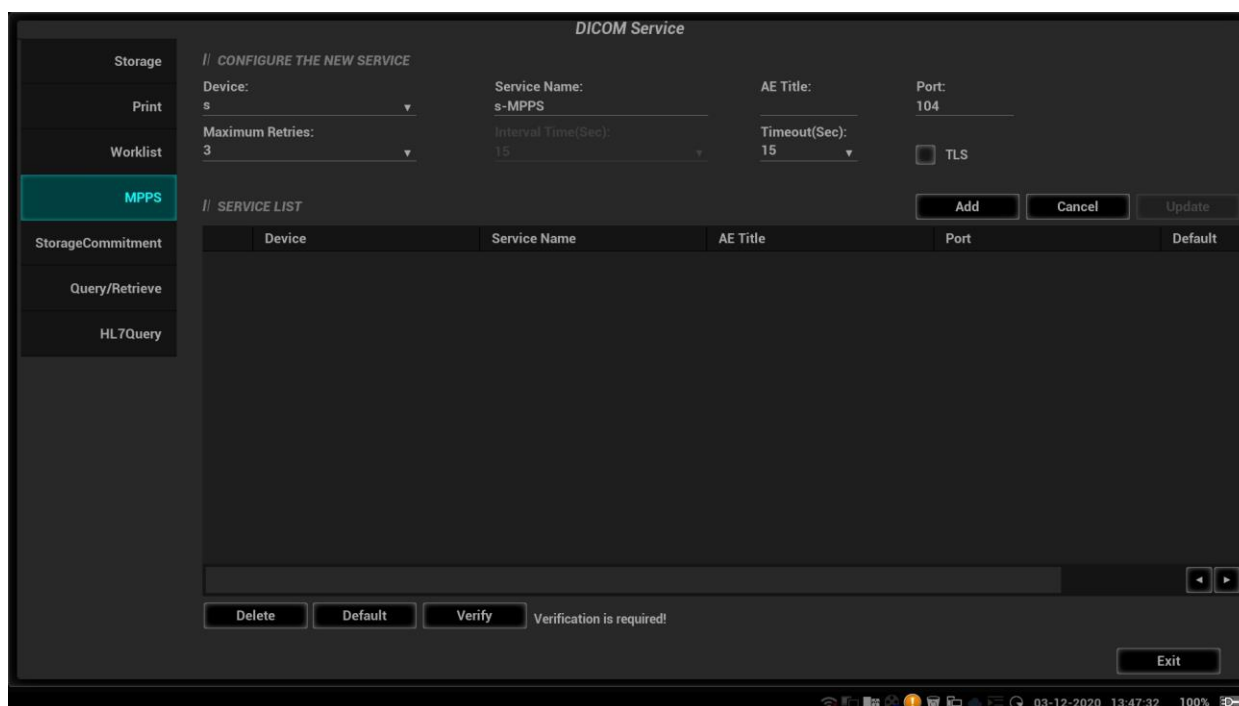 DICOM Service
Storage
Print
Worklist
MPPS
StorageCommitment
Query/Retrieve
HL7Query
// CONFIGURE THE NEW SERVICE
Device: Service Name: AE Title: Port:
s s-MPPS 104
Maximum Retries: Interval Time(Sec): Timeout(Sec):
3 15 15 TLS
// SERVICE LIST Add Cancel Update
Device Service Name AE Title Port Default
Delete Default Verify Verification is required!
Exit
03-12-2020 13:47:32 100%